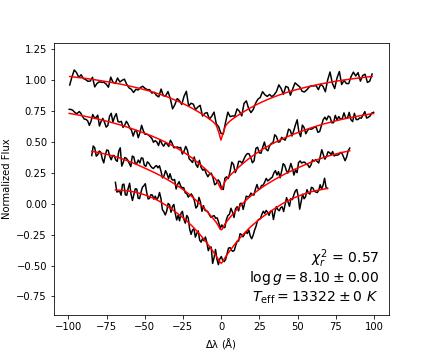 1.25
1.00
0.75
0.50
0.25
0.00
−0.25
−0.50
−0.75
Normalized Flux
χ²ᵣ = 0.57
log g = 8.10 ± 0.00
T_eff = 13322 ± 0 K
−100 −75 −50 −25 0 25 50 75 100
Δλ (Å)